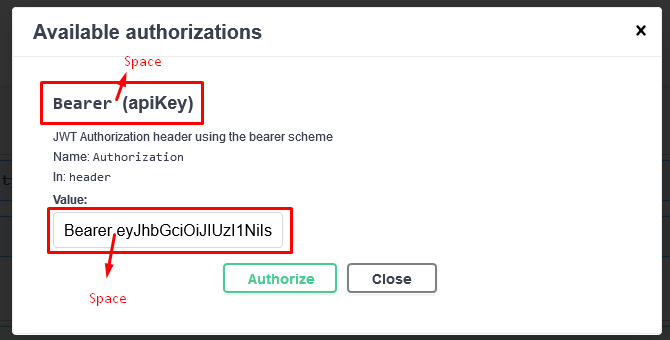 Available authorizations
×
Space
Bearer (apiKey)
JWT Authorization header using the bearer scheme
Name: Authorization
In: header
Value:
Bearer eyJhbGciOiJIUzI1NiIs
Space
Authorize
Close